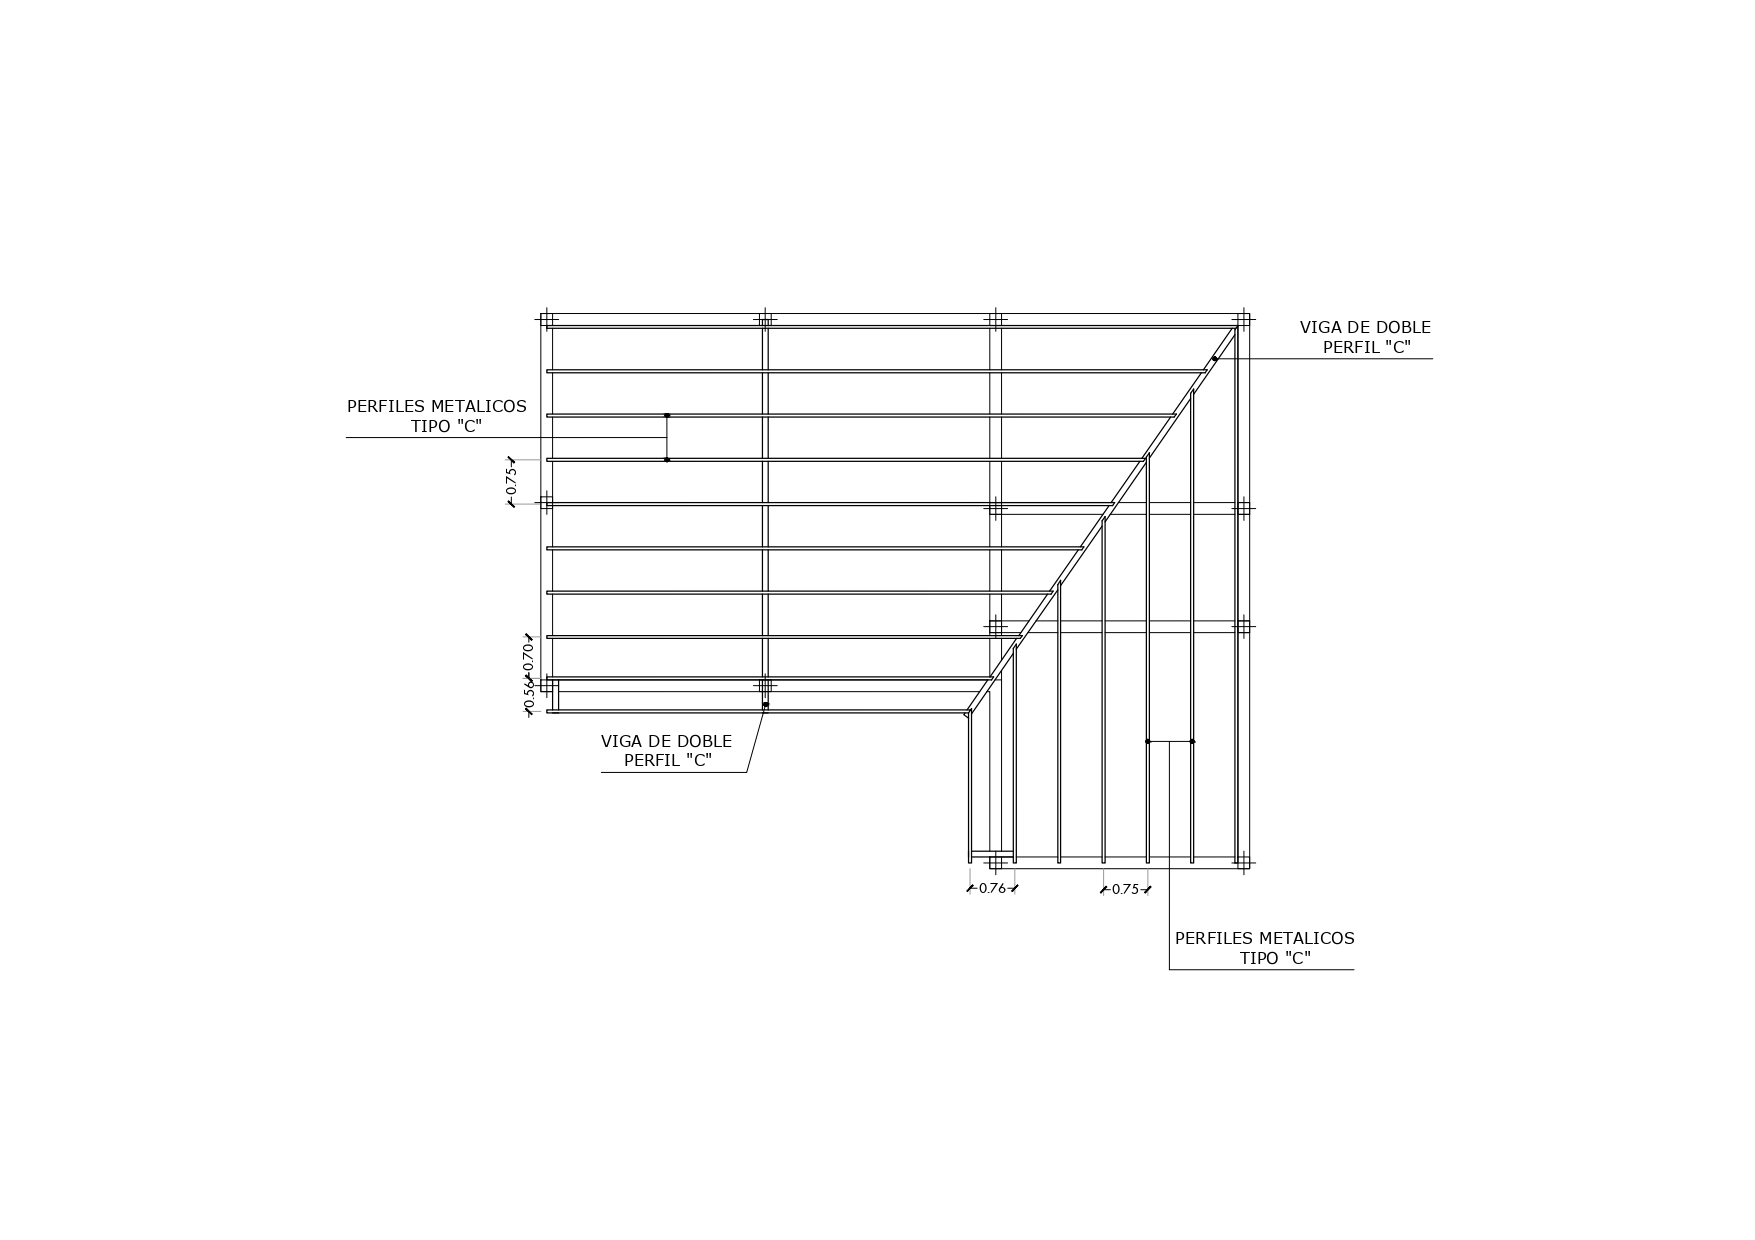 VIGA DE DOBLE
PERFIL "C"
PERFILES METALICOS
TIPO "C"
0.75
0.70
0.56
VIGA DE DOBLE
PERFIL "C"
0.76
0.75
PERFILES METALICOS
TIPO "C"